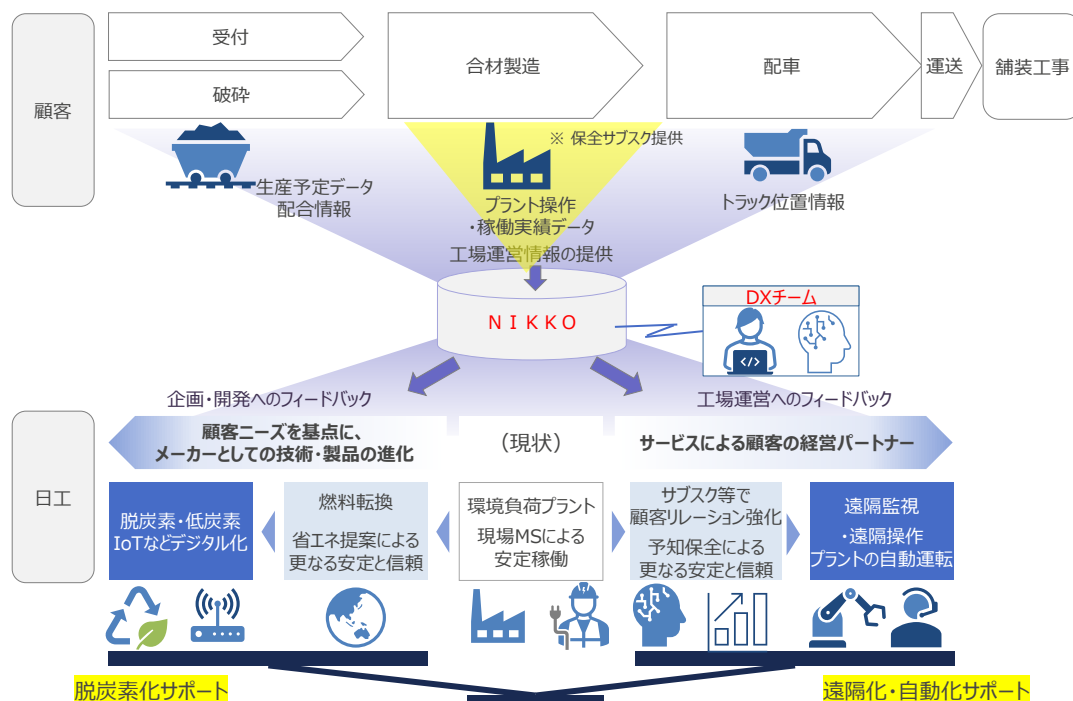 受付
破砕
合材製造
配車
運送
舗装工事
顧客
※ 保全サブスク提供
生産予定データ
配合情報
プラント操作
・稼働実績データ
トラック位置情報
工場運営情報の提供
NIKKO
DXチーム
企画・開発へのフィードバック
工場運営へのフィードバック
顧客ニーズを基点に、
メーカーとしての技術・製品の進化
(現状)
サービスによる顧客の経営パートナー
日工
脱炭素・低炭素
IoTなどデジタル化
燃料転換
省エネ提案による
更なる安定と信頼
環境負荷プラント
現場MSによる
安定稼働
サブスク等で
顧客リレーション強化
予知保全による
更なる安定と信頼
遠隔監視
・遠隔操作
プラントの自動運転
脱炭素化サポート
遠隔化・自動化サポート